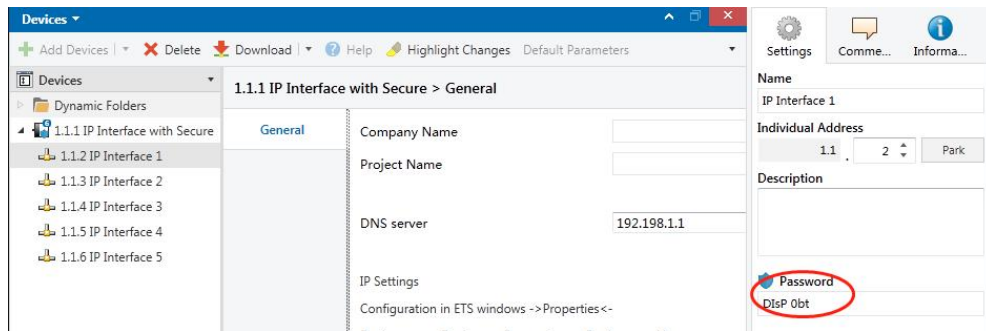 Devices
Add Devices Delete Download Help Highlight Changes Default Parameters
Devices
Dynamic Folders
1.1.1 IP Interface with Secure
1.1.2 IP Interface 1
1.1.3 IP Interface 2
1.1.4 IP Interface 3
1.1.5 IP Interface 4
1.1.6 IP Interface 5
1.1.1 IP Interface with Secure > General
General
Company Name
Project Name
DNS server 192.198.1.1
IP Settings
Configuration in ETS windows ->Properties<-
Settings Comme... Informa...
Name
IP Interface 1
Individual Address
1.1 . 2 Park
Description
Password
DIsP 0bt